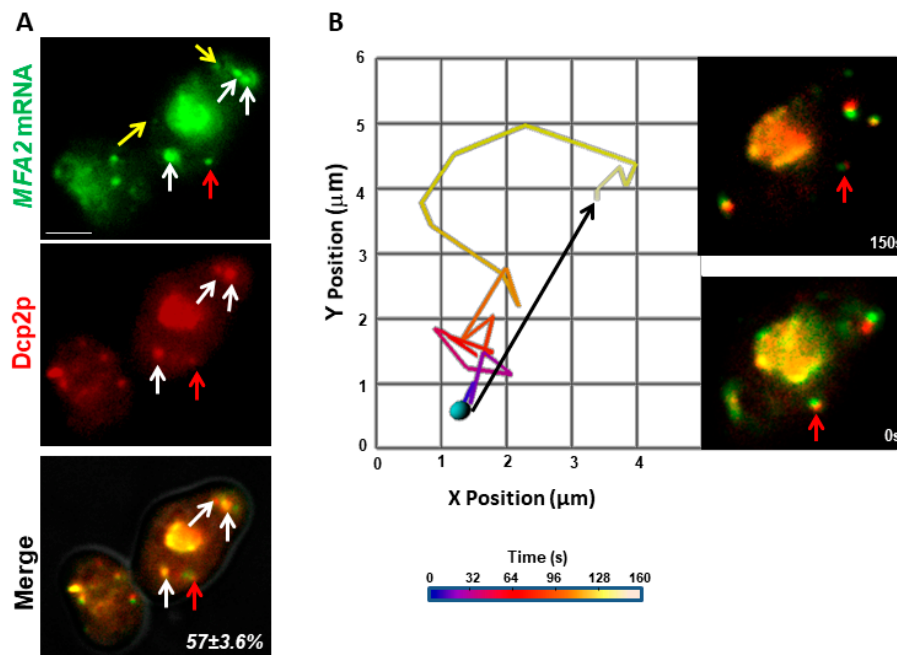 A
B
MFA2 mRNA
Dcp2p
Merge
57±3.6%
Y Position (μm)
6
5
4
3
2
1
0
0 1 2 3 4
X Position (μm)
150s
0s
Time (s)
0 32 64 96 128 160